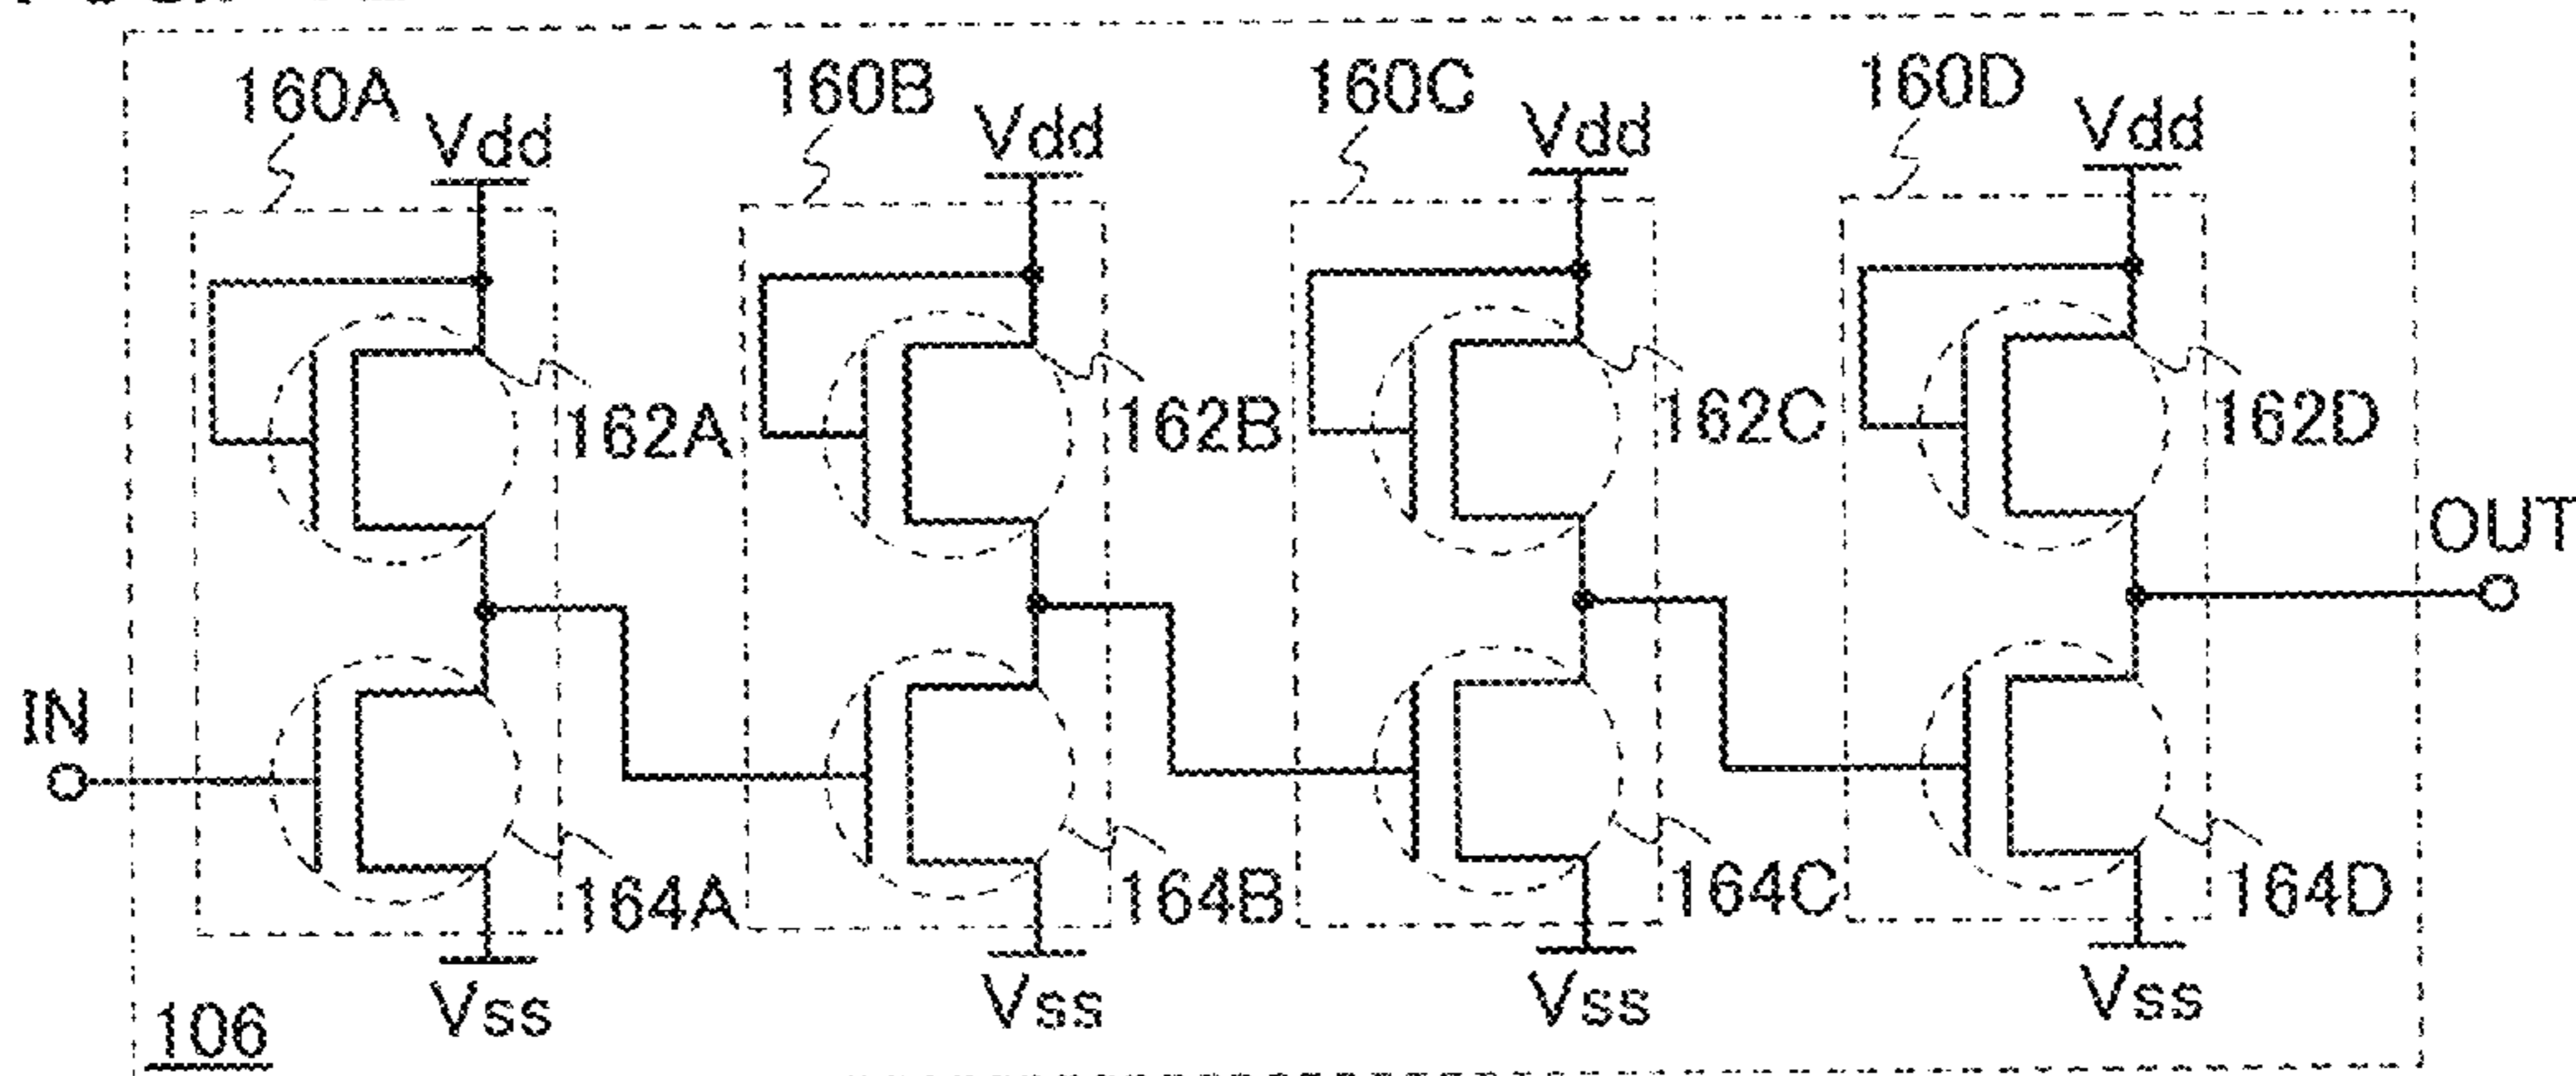 160A 160B 160C 160D
Vdd Vdd Vdd Vdd
162A 162B 162C 162D
OUT
IN
164A 164B 164C 164D
Vss Vss Vss Vss
106